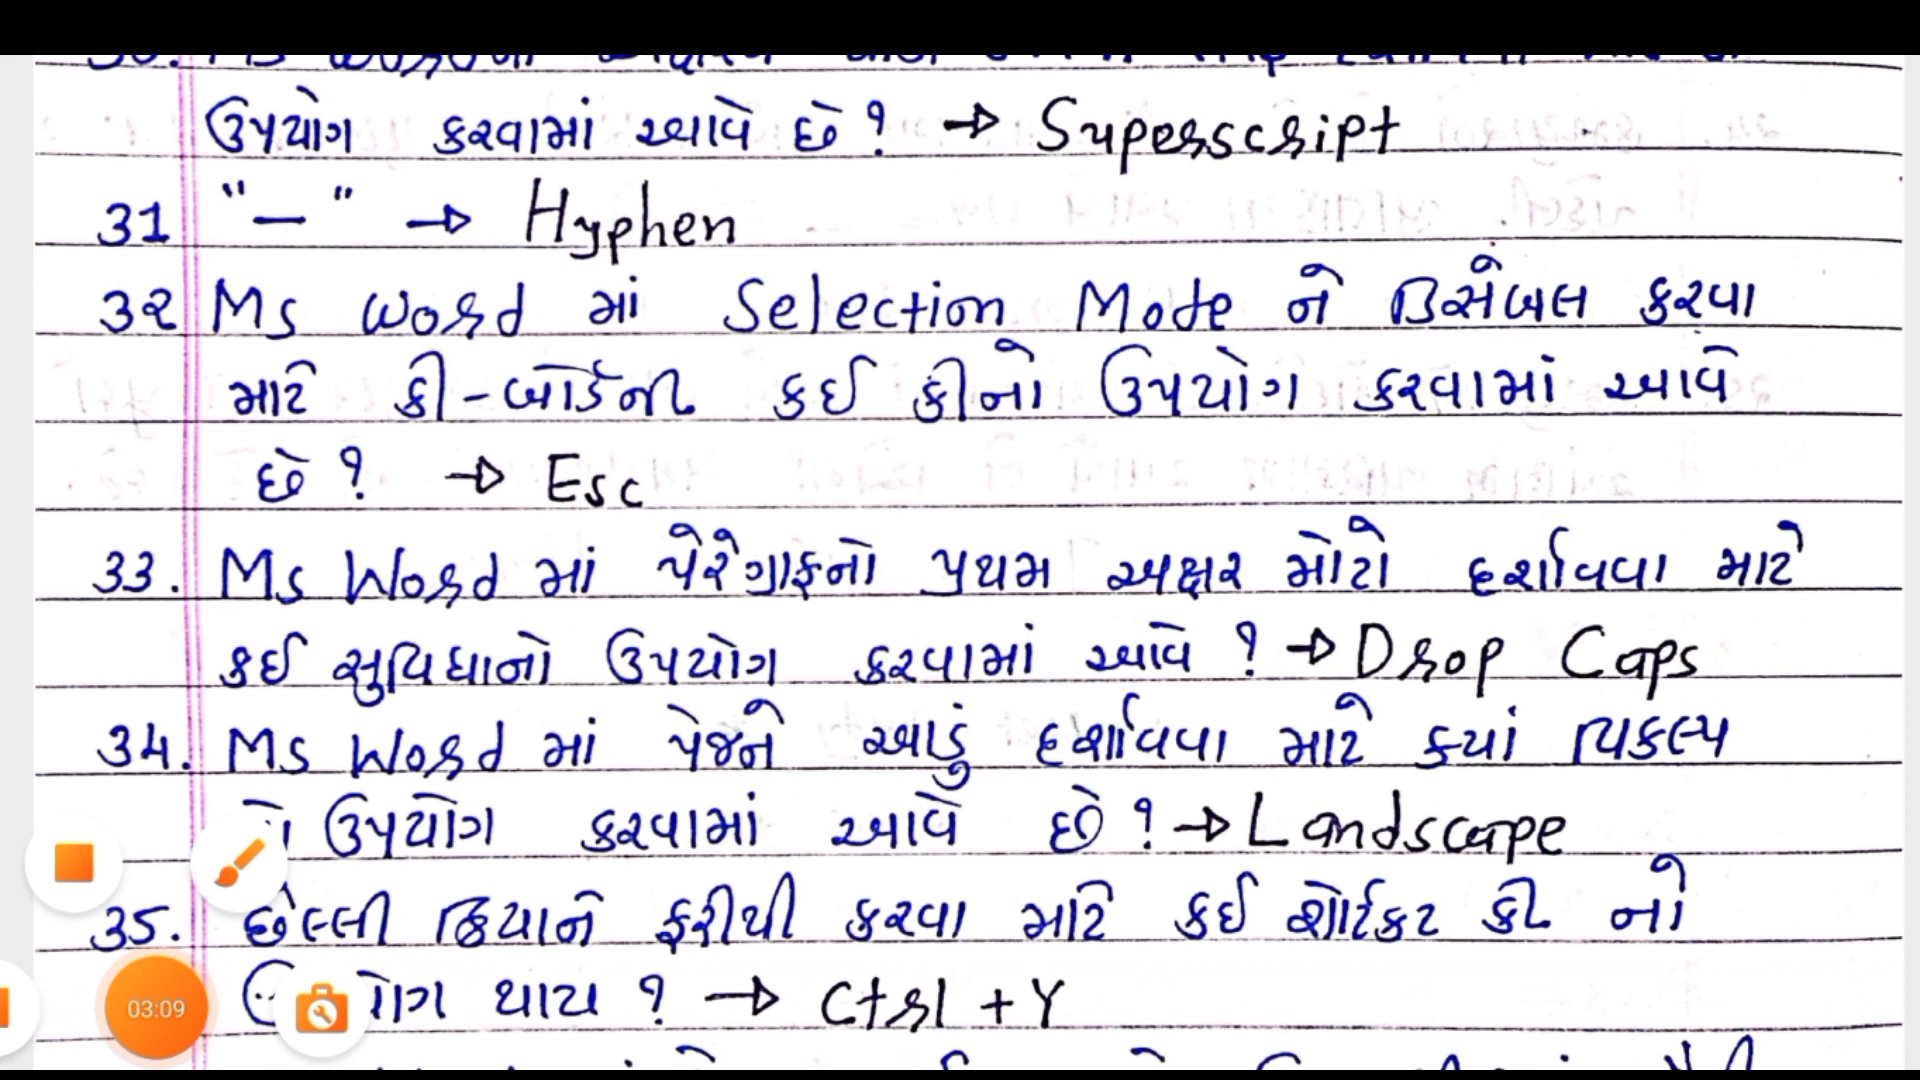 ઉપયોગ કરવામાં આવે છે ? → Superscript
31 "—" → Hyphen
32 Ms Word માં Selection Mode ને ડિસેબલ કરવા
માટે કી-બોર્ડની કઈ કીનો ઉપયોગ કરવામાં આવે
છે ? → Esc
33. Ms Word માં પેરેગ્રાફનો પ્રથમ અક્ષર મોટો દર્શાવવા માટે
કઈ સુવિધાનો ઉપયોગ કરવામાં આવે ? → Drop Caps
34. Ms Word માં પેજને આડું દર્શાવવા માટે ક્યાં વિકલ્પ
નો ઉપયોગ કરવામાં આવે છે ? → Landscape
35. છેલ્લી ક્રિયાને ફરીથી કરવા માટે કઈ શોર્ટકટ કી નો
થાય ? → Ctrl + Y
03:09